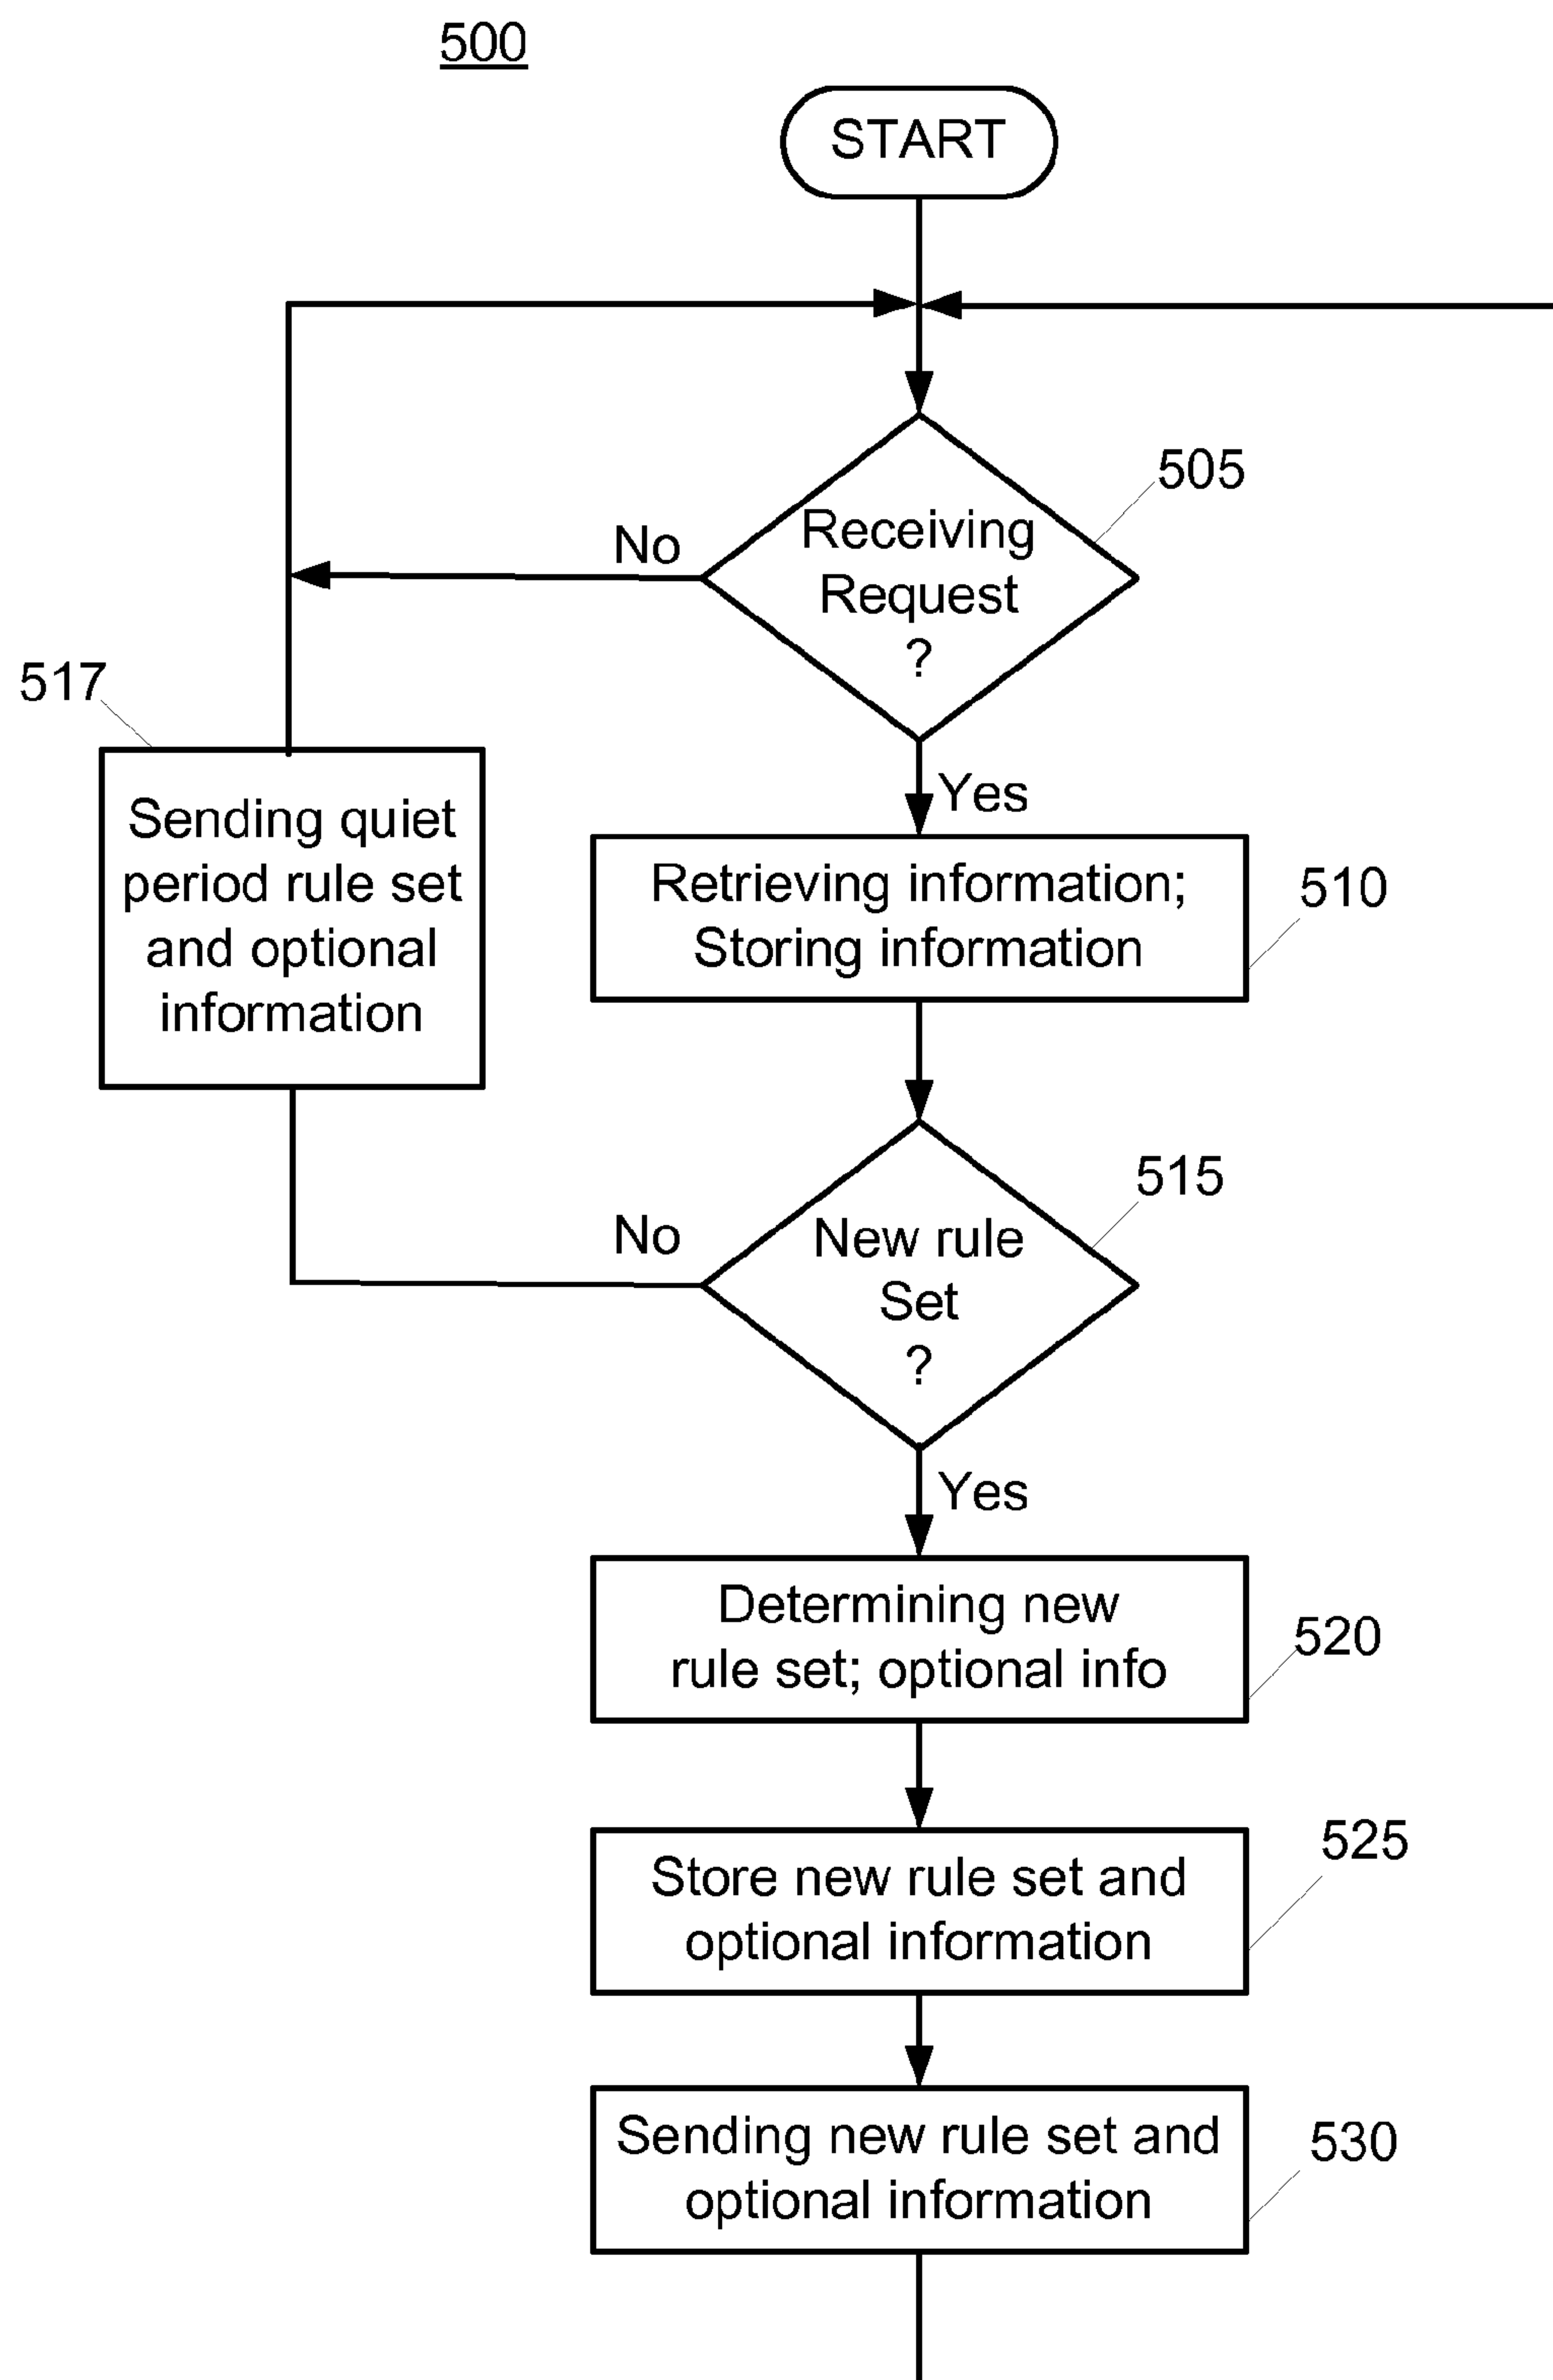 500
START
505
Receiving
Request
?
No
517
Yes
Sending quiet
period rule set
and optional
information
Retrieving information;
Storing information
510
515
New rule
Set
?
No
Yes
Determining new
rule set; optional info
520
525
Store new rule set and
optional information
Sending new rule set and
optional information
530